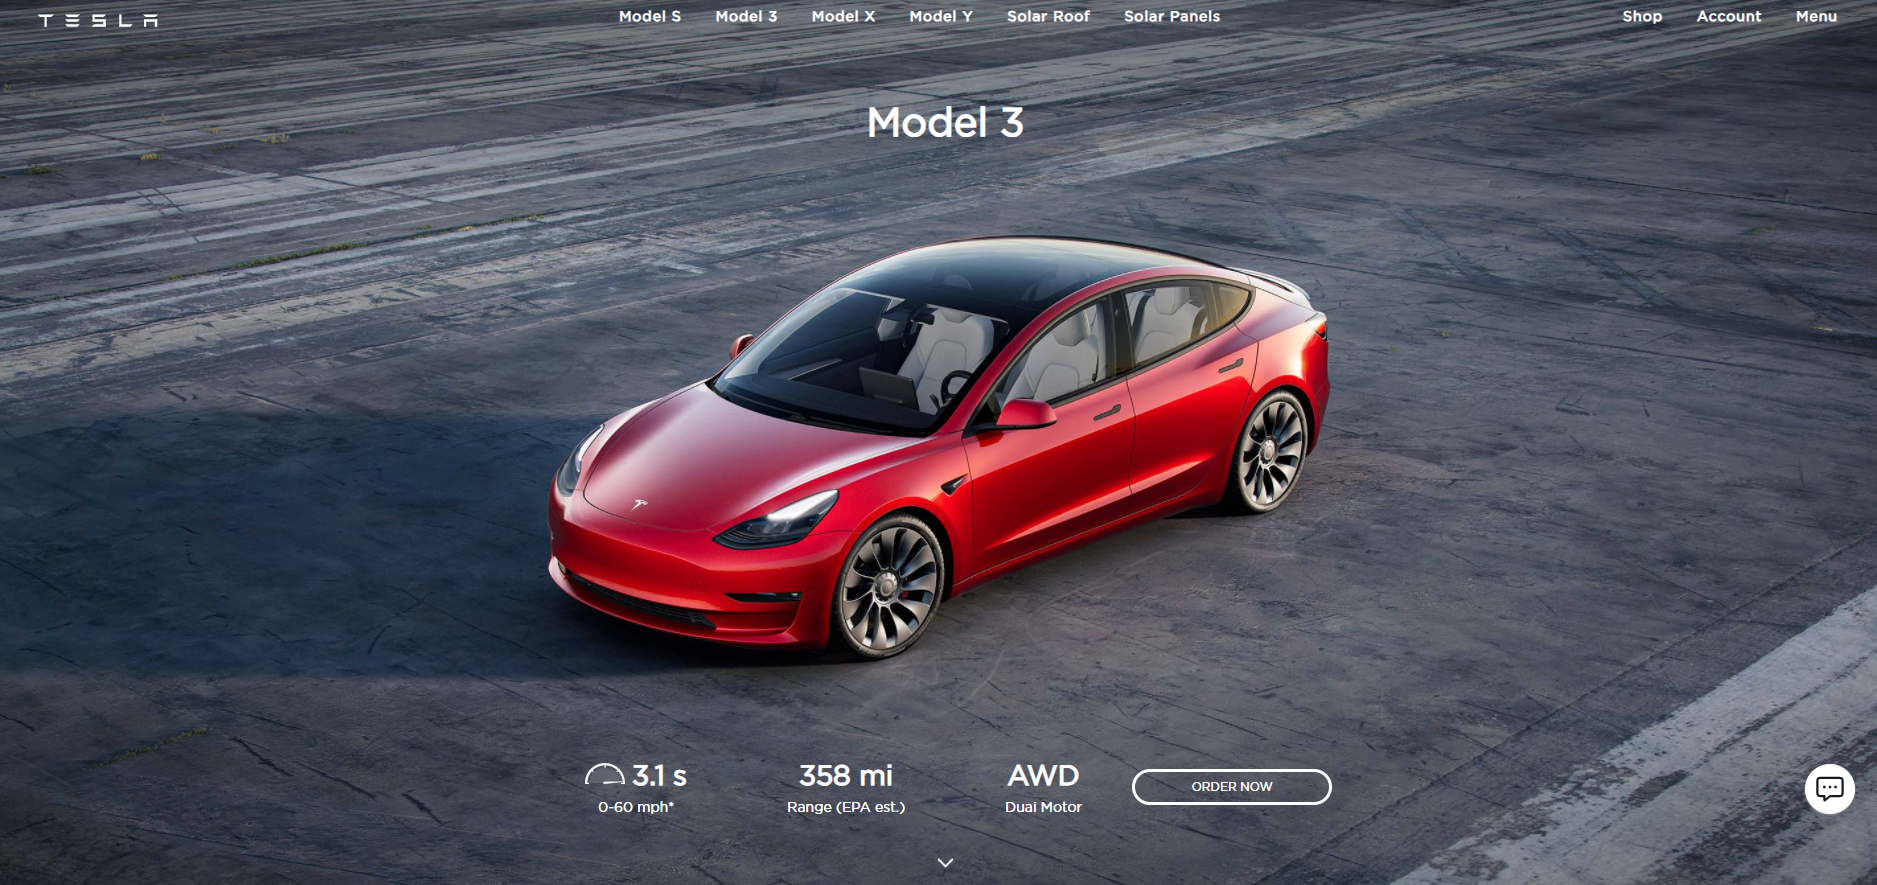 TESLA
Model S Model 3 Model X Model Y Solar Roof Solar Panels
Shop Account Menu
Model 3
3.1 s
0-60 mph*
358 mi
Range (EPA est.)
AWD
Dual Motor
ORDER NOW